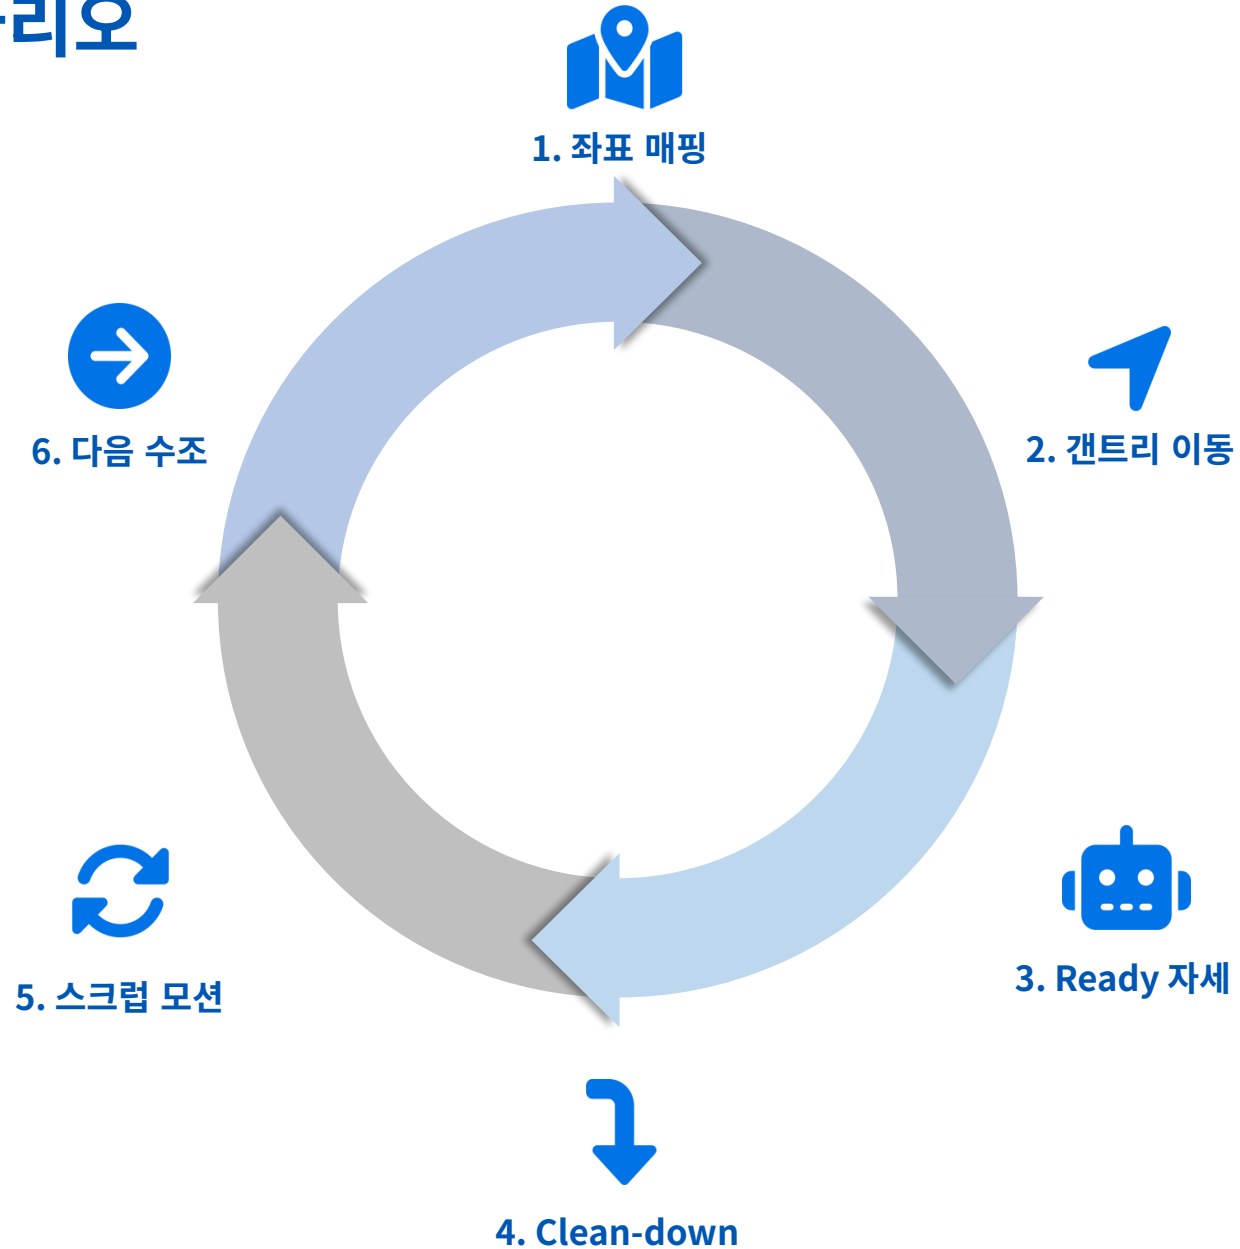 리오
1. 좌표 매핑
2. 갠트리 이동
3. Ready 자세
4. Clean-down
5. 스크럽 모션
6. 다음 수조